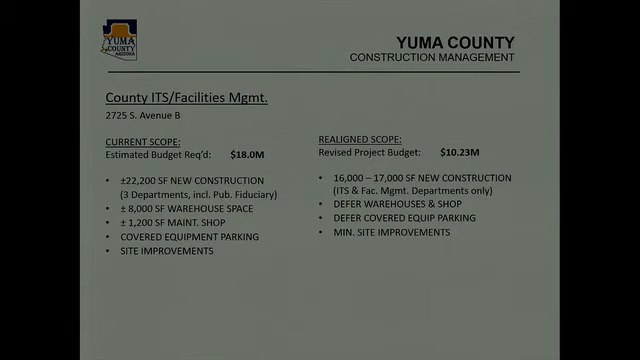 YUMA
COUNTY
ARIZONA
YUMA COUNTY
CONSTRUCTION MANAGEMENT
County ITS/Facilities Mgmt.
2725 S. Avenue B
CURRENT SCOPE:
Estimated Budget Req'd: $18.0M
• ±22,200 SF NEW CONSTRUCTION
(3 Departments, incl. Pub. Fiduciary)
• ± 8,000 SF WAREHOUSE SPACE
• ± 1,200 SF MAINT. SHOP
• COVERED EQUIPMENT PARKING
• SITE IMPROVEMENTS
REALIGNED SCOPE:
Revised Project Budget: $10.23M
• 16,000 – 17,000 SF NEW CONSTRUCTION
(ITS & Fac. Mgmt. Departments only)
• DEFER WAREHOUSES & SHOP
• DEFER COVERED EQUIP PARKING
• MIN. SITE IMPROVEMENTS